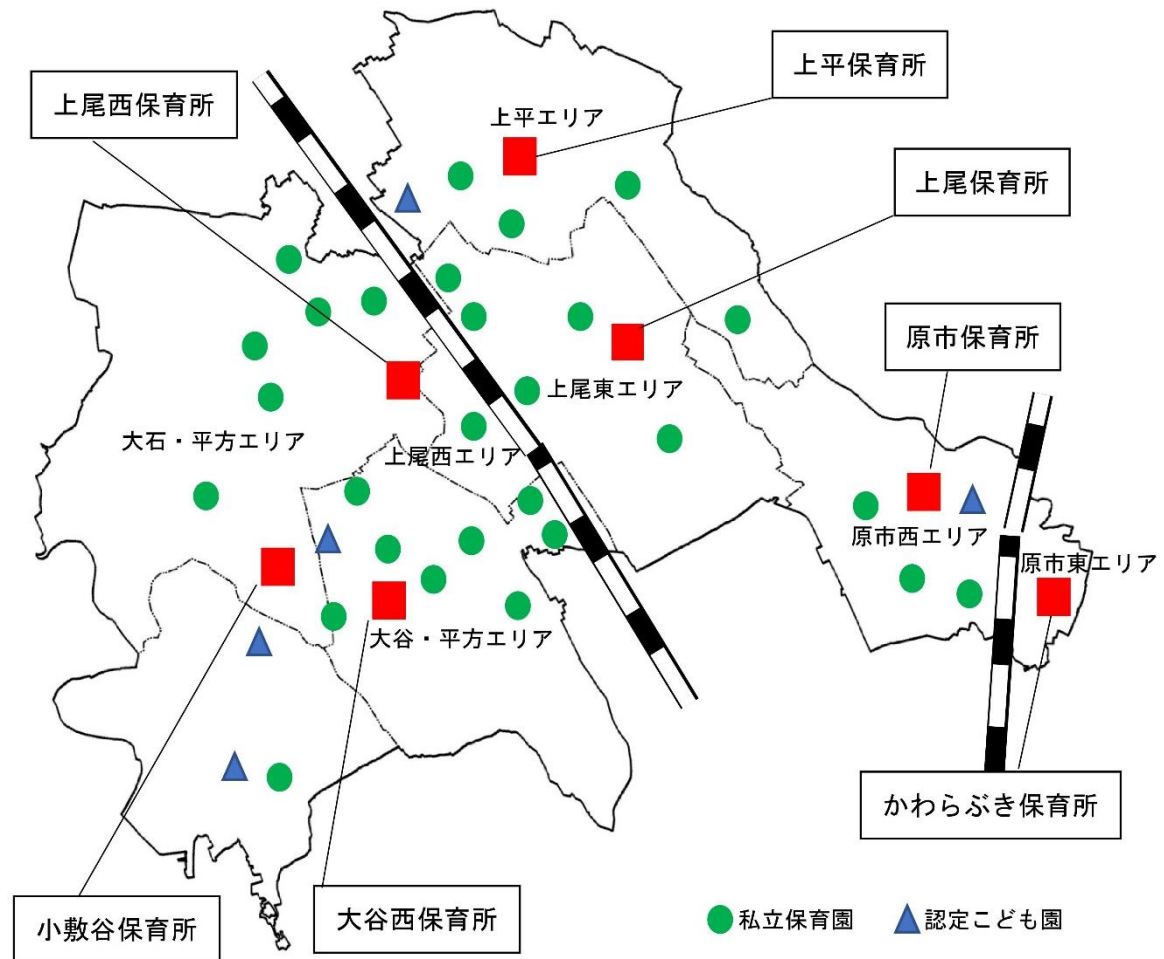 上平保育所
上尾西保育所
上平エリア
上尾保育所
原市保育所
上尾東エリア
大石・平方エリア
上尾西エリア
原市西エリア
原市東エリア
大谷・平方エリア
かわらぶき保育所
小敷谷保育所
大谷西保育所
私立保育園
認定こども園